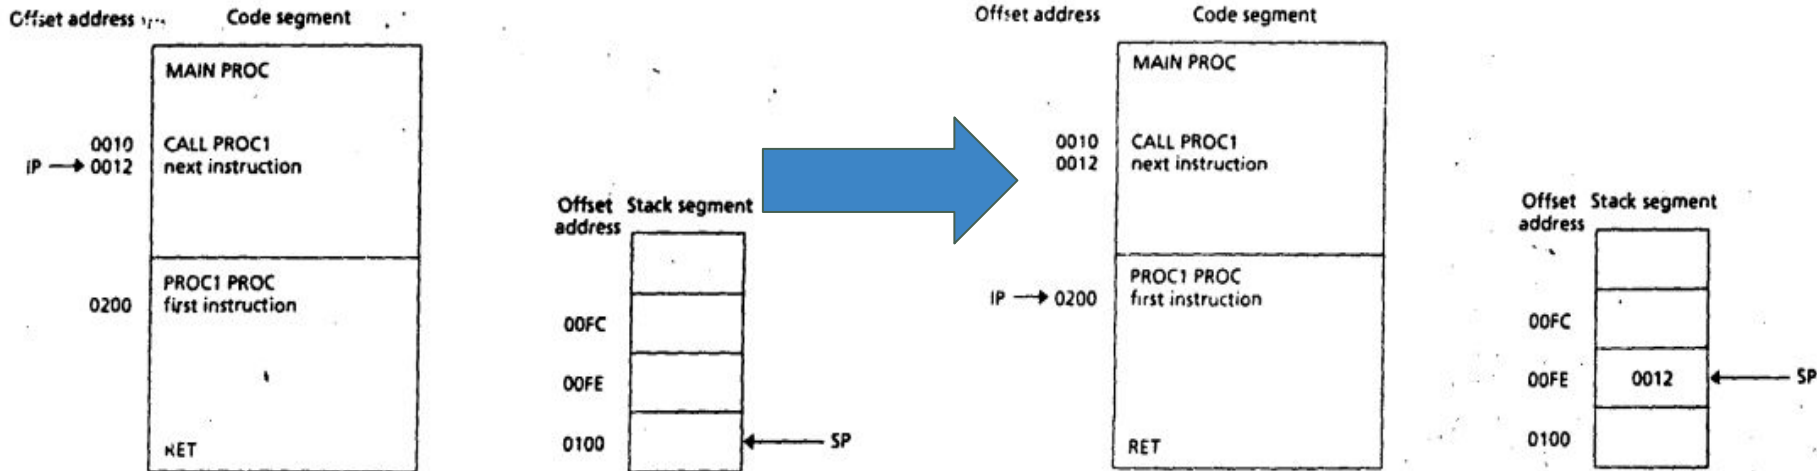 Offset address
Code segment
MAIN PROC
0010 CALL PROC1
IP 0012 next instruction
PROC1 PROC
0200 first instruction
RET
Offset address
Stack segment
00FC
00FE
0100
SP
Offset address
Code segment
MAIN PROC
0010 CALL PROC1
0012 next instruction
PROC1 PROC
IP 0200 first instruction
RET
Offset address
Stack segment
00FC
00FE 0012 SP
0100